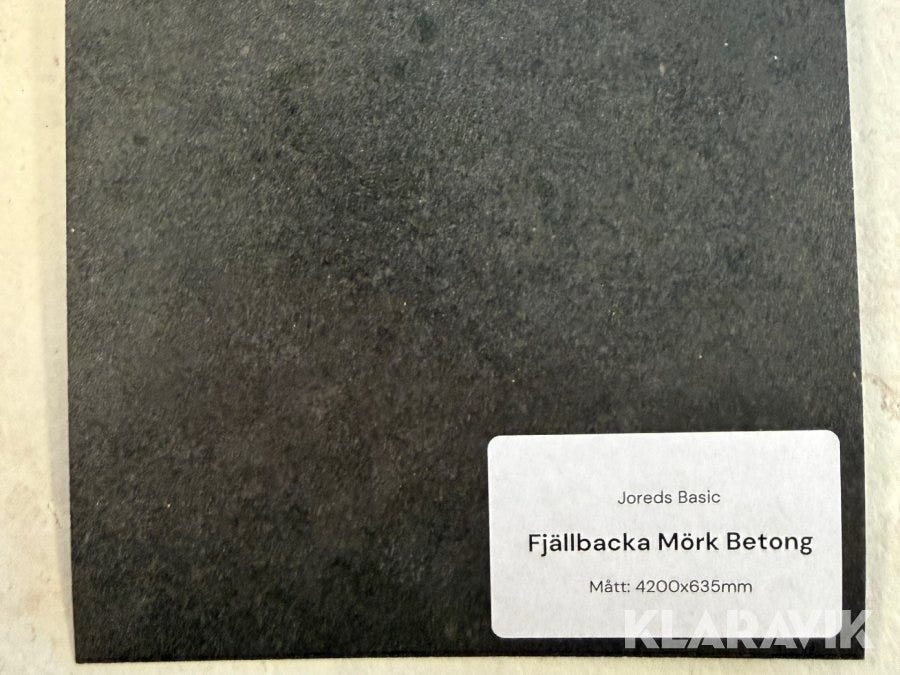 Joreds Basic
Fjällbacka Mörk Betong
Mått: 4200x635mm
KLARAVIK